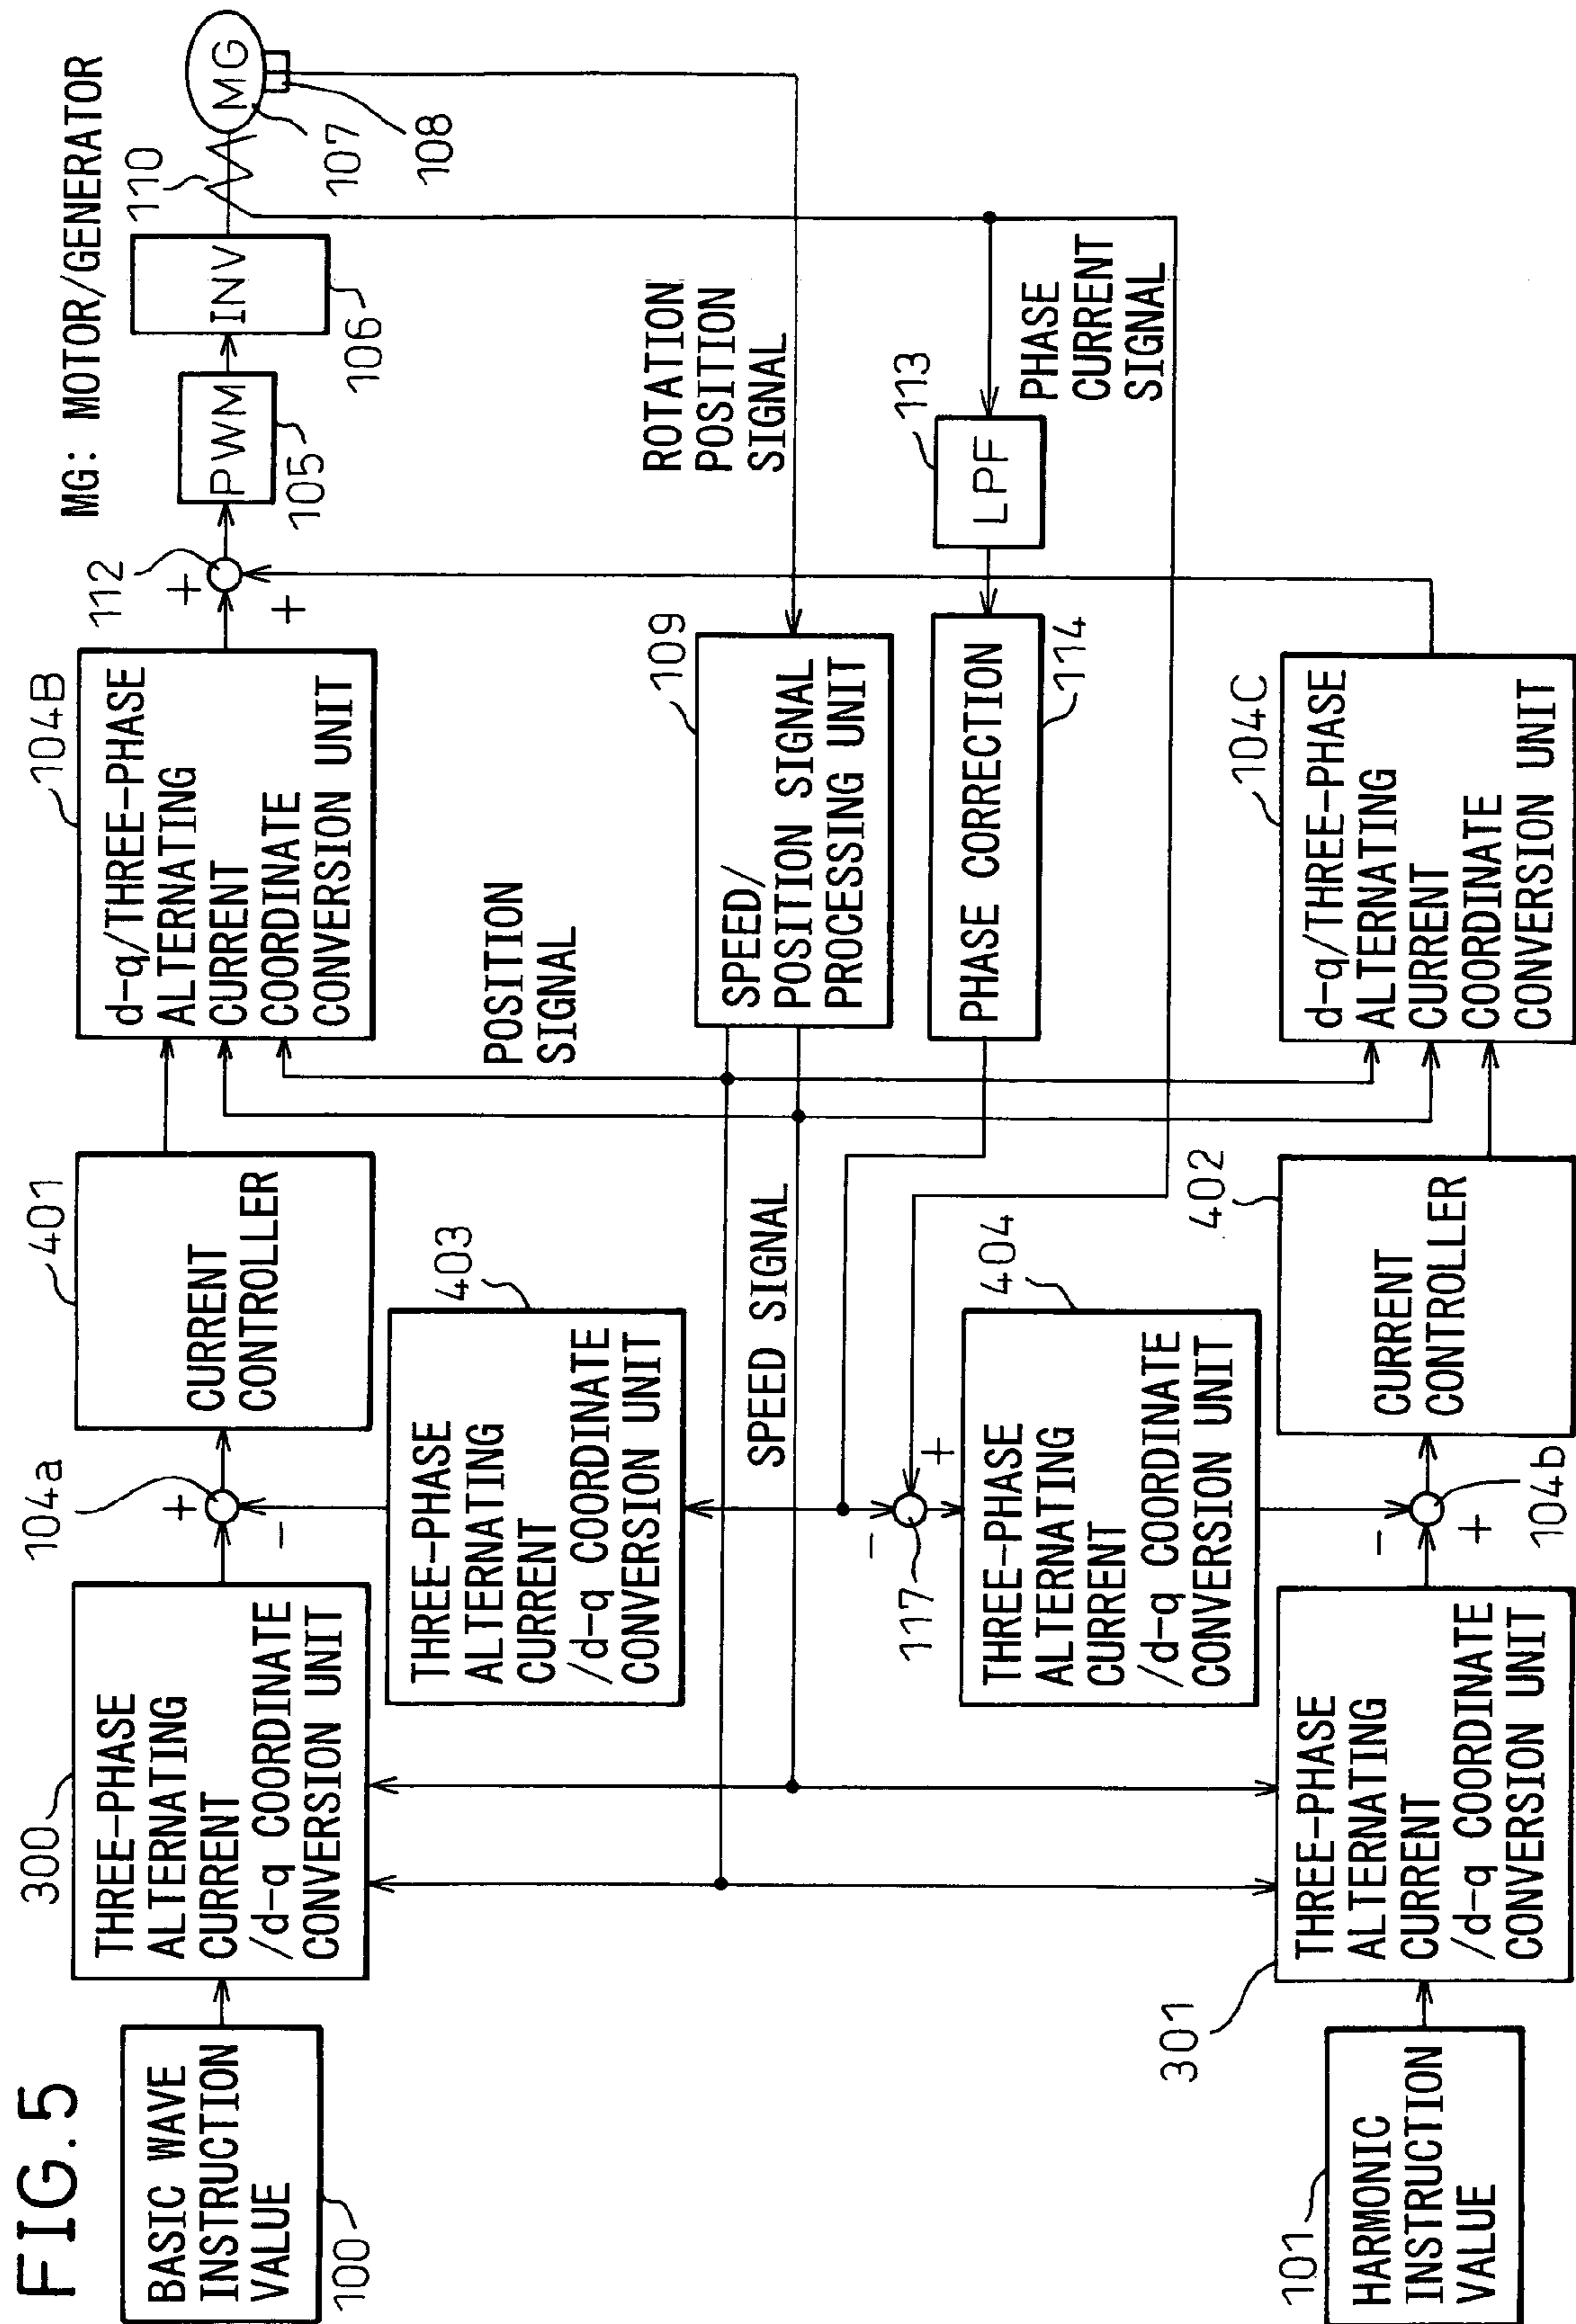 FIG.5
MG: MOTOR/GENERATOR
BASIC WAVE
INSTRUCTION
VALUE
100
300
THREE-PHASE
ALTERNATING
CURRENT
/d-q COORDINATE
CONVERSION UNIT
104a
+
-
401
CURRENT
CONTROLLER
104B
d-q/THREE-PHASE
ALTERNATING
CURRENT
COORDINATE
CONVERSION UNIT
112
+
+
PWM
105
INV
106
110
MG
107
108
403
THREE-PHASE
ALTERNATING
CURRENT
/d-q COORDINATE
CONVERSION UNIT
POSITION
SIGNAL
SPEED SIGNAL
109
SPEED/
POSITION SIGNAL
PROCESSING UNIT
ROTATION
POSITION
SIGNAL
PHASE CORRECTION
114
113
LPF
PHASE
CURRENT
SIGNAL
-
+
117
404
THREE-PHASE
ALTERNATING
CURRENT
/d-q COORDINATE
CONVERSION UNIT
101
HARMONIC
INSTRUCTION
VALUE
301
THREE-PHASE
ALTERNATING
CURRENT
/d-q COORDINATE
CONVERSION UNIT
-
+
104b
402
CURRENT
CONTROLLER
104C
d-q/THREE-PHASE
ALTERNATING
CURRENT
COORDINATE
CONVERSION UNIT